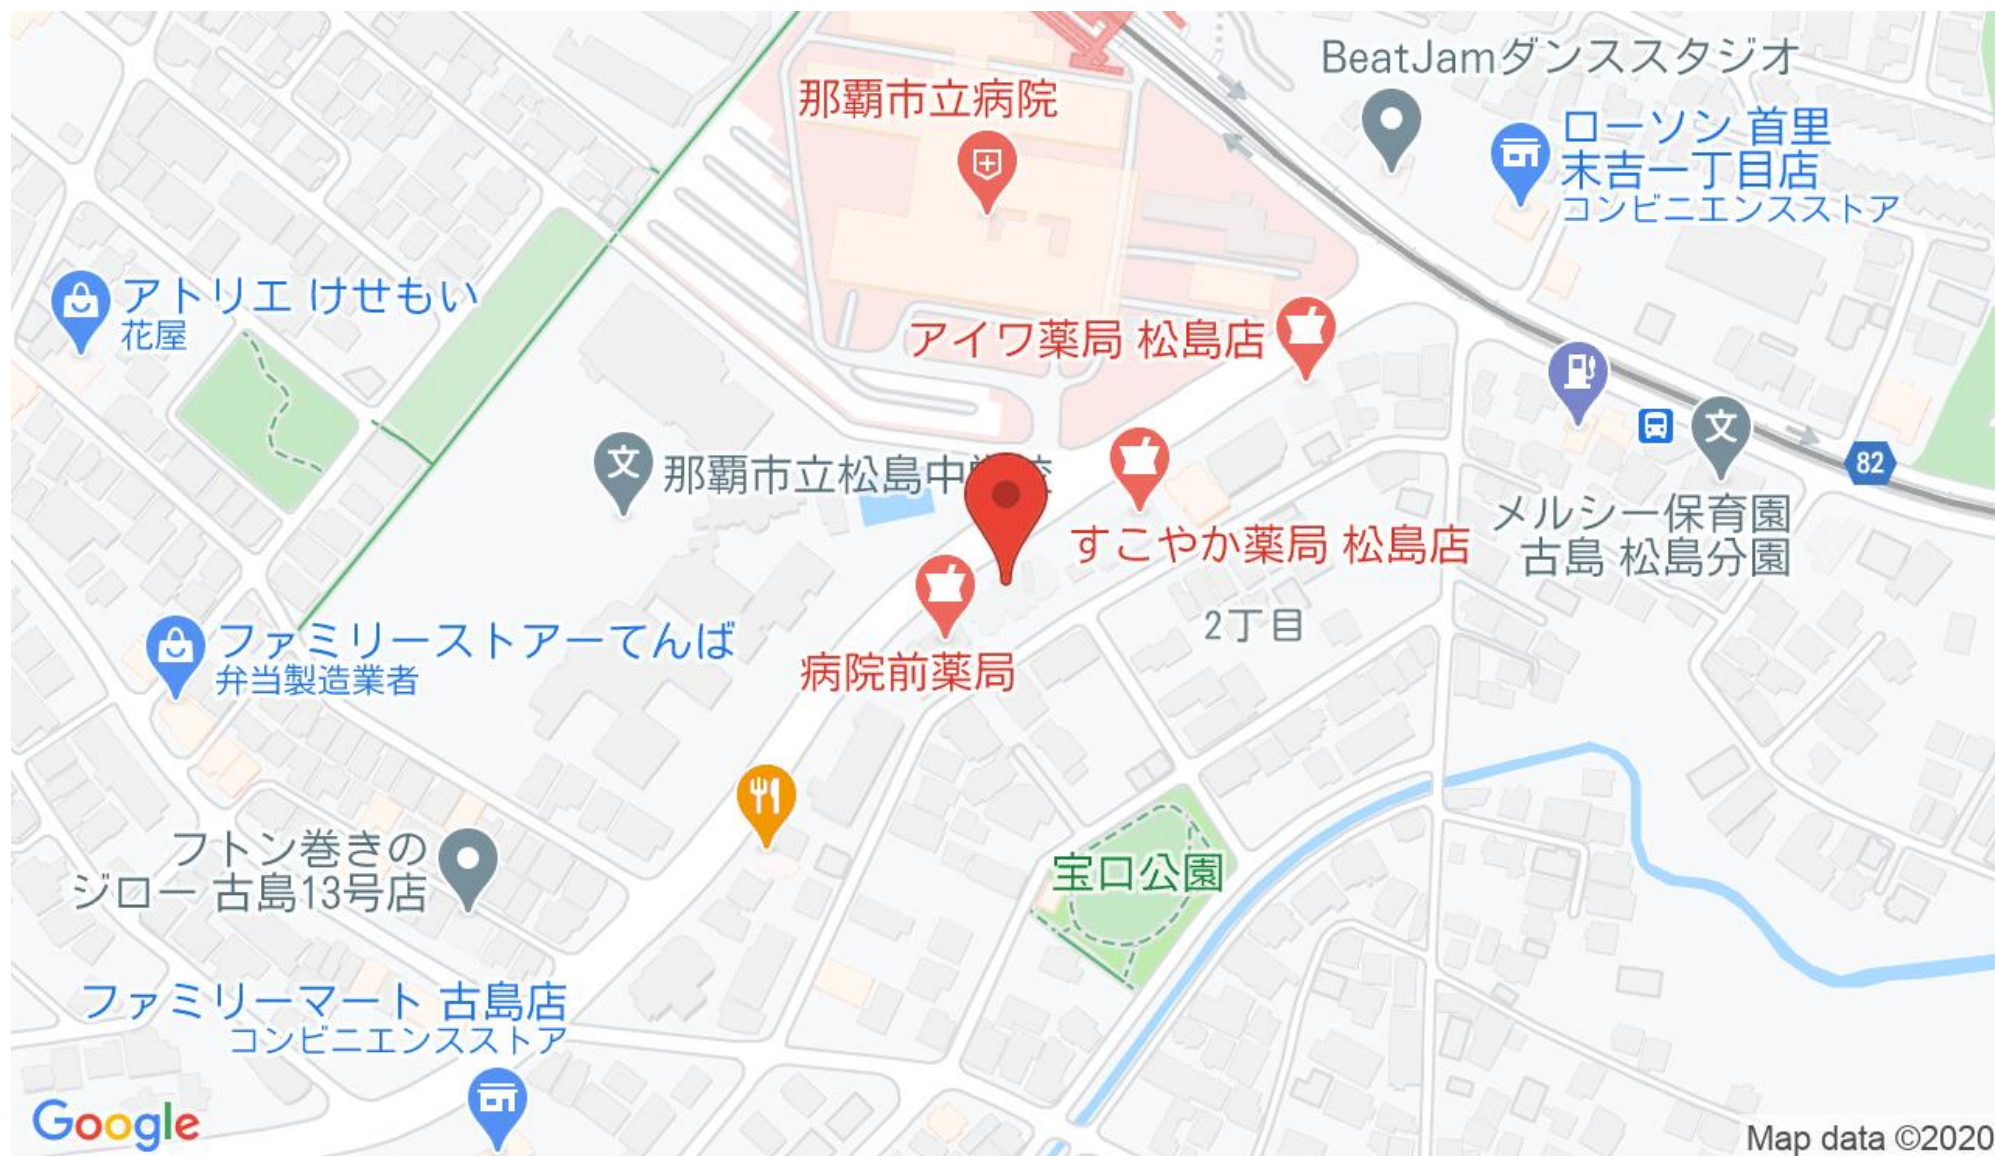 BeatJamダンススタジオ
那覇市立病院
ローソン 首里
末吉一丁目店
コンビニエンスストア
アトリエ けせもい
花屋
アイワ薬局 松島店
文
那覇市立松島中学校
文
82
すこやか薬局 松島店
メルシー保育園
古島 松島分園
2丁目
ファミリーストアーてんば
弁当製造業者
病院前薬局
フトン巻きの
ジロー 古島13号店
宝口公園
ファミリーマート 古島店
コンビニエンスストア
Google
Map data ©2020